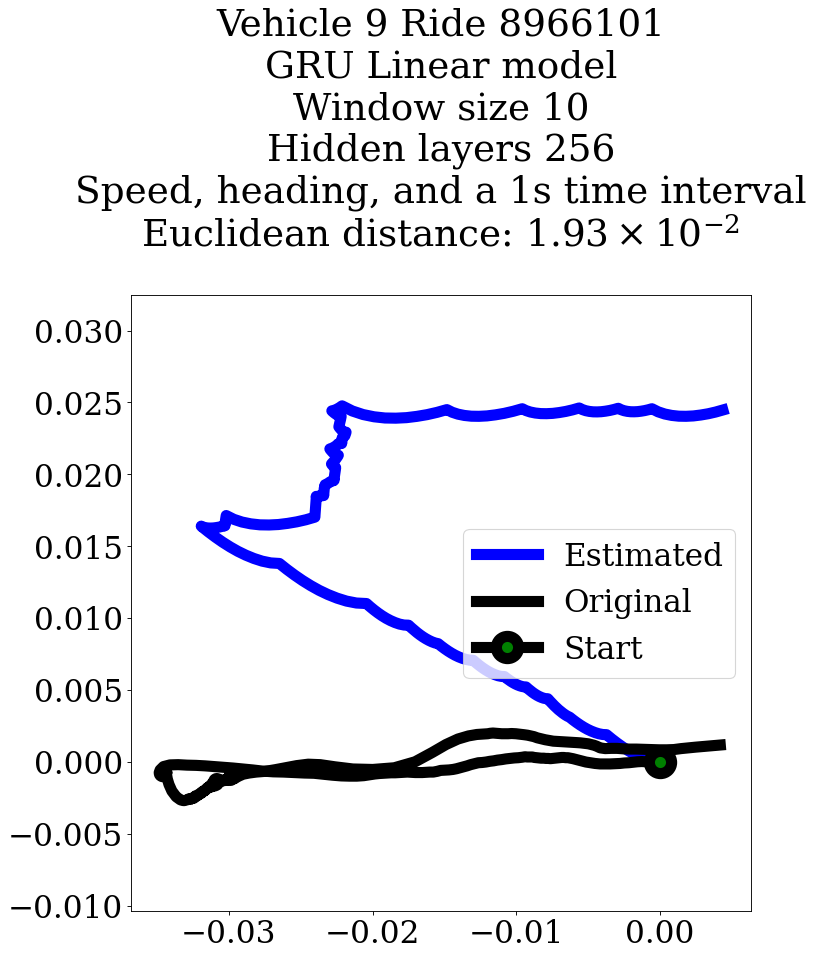 Vehicle 9 Ride 8966101
GRU Linear model
Window size 10
Hidden layers 256
Speed, heading, and a 1s time interval
Euclidean distance: 1.93 × 10⁻²
0.030
0.025
0.020
0.015
0.010
0.005
0.000
−0.005
−0.010
Estimated
Original
Start
−0.03 −0.02 −0.01 0.00